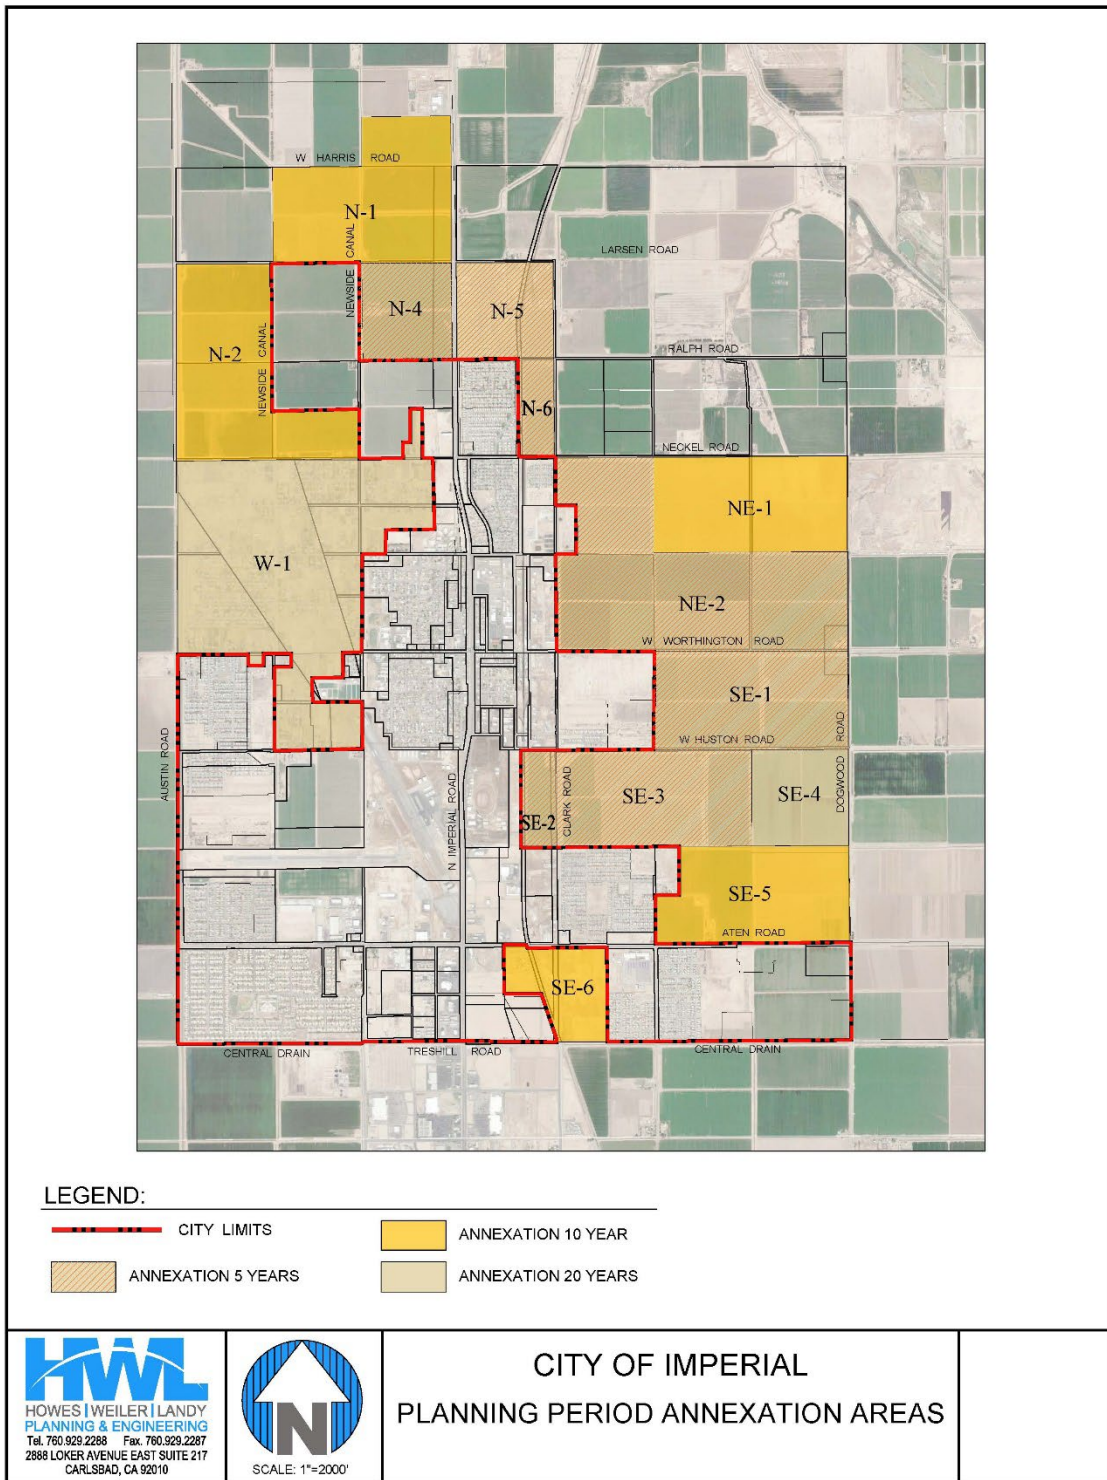 W HARRIS ROAD
N-1
NEWSIDE CANAL
LARSEN ROAD
N-4
N-5
N-2
NEWSIDE CANAL
RALPH ROAD
N-6
NECKEL ROAD
NE-1
W-1
NE-2
W WORTHINGTON ROAD
SE-1
W HUSTON ROAD
AUSTIN ROAD
N IMPERIAL ROAD
CLARK ROAD
DOGWOOD ROAD
SE-3
SE-4
SE-2
SE-5
ATEN ROAD
SE-6
CENTRAL DRAIN
TRESHILL ROAD
CENTRAL DRAIN
LEGEND:
CITY LIMITS
ANNEXATION 10 YEAR
ANNEXATION 5 YEARS
ANNEXATION 20 YEARS
HWL
HOWES | WEILER | LANDY
PLANNING & ENGINEERING
Tel. 760.929.2288 Fax. 760.929.2287
2888 LOKER AVENUE EAST SUITE 217
CARLSBAD, CA 92010
N
SCALE: 1"=2000'
CITY OF IMPERIAL
PLANNING PERIOD ANNEXATION AREAS